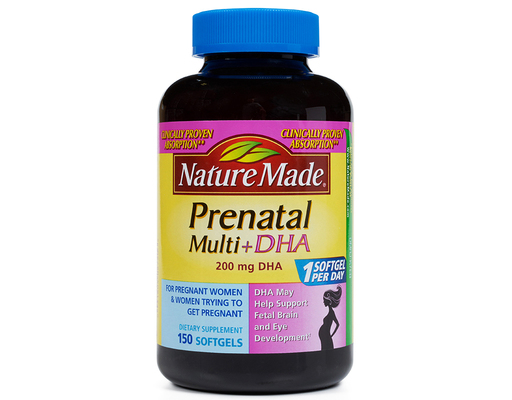 CLINICALLY PROVEN
ABSORPTION**
CLINICALLY PROVEN
ABSORPTION**
Nature Made®
Prenatal
Multi+DHA
200 mg DHA
1 SOFTGEL
PER DAY
FOR PREGNANT WOMEN
& WOMEN TRYING TO
GET PREGNANT
DIETARY SUPPLEMENT
150 SOFTGELS
DHA May
Help Support
Fetal Brain
and Eye
Development†